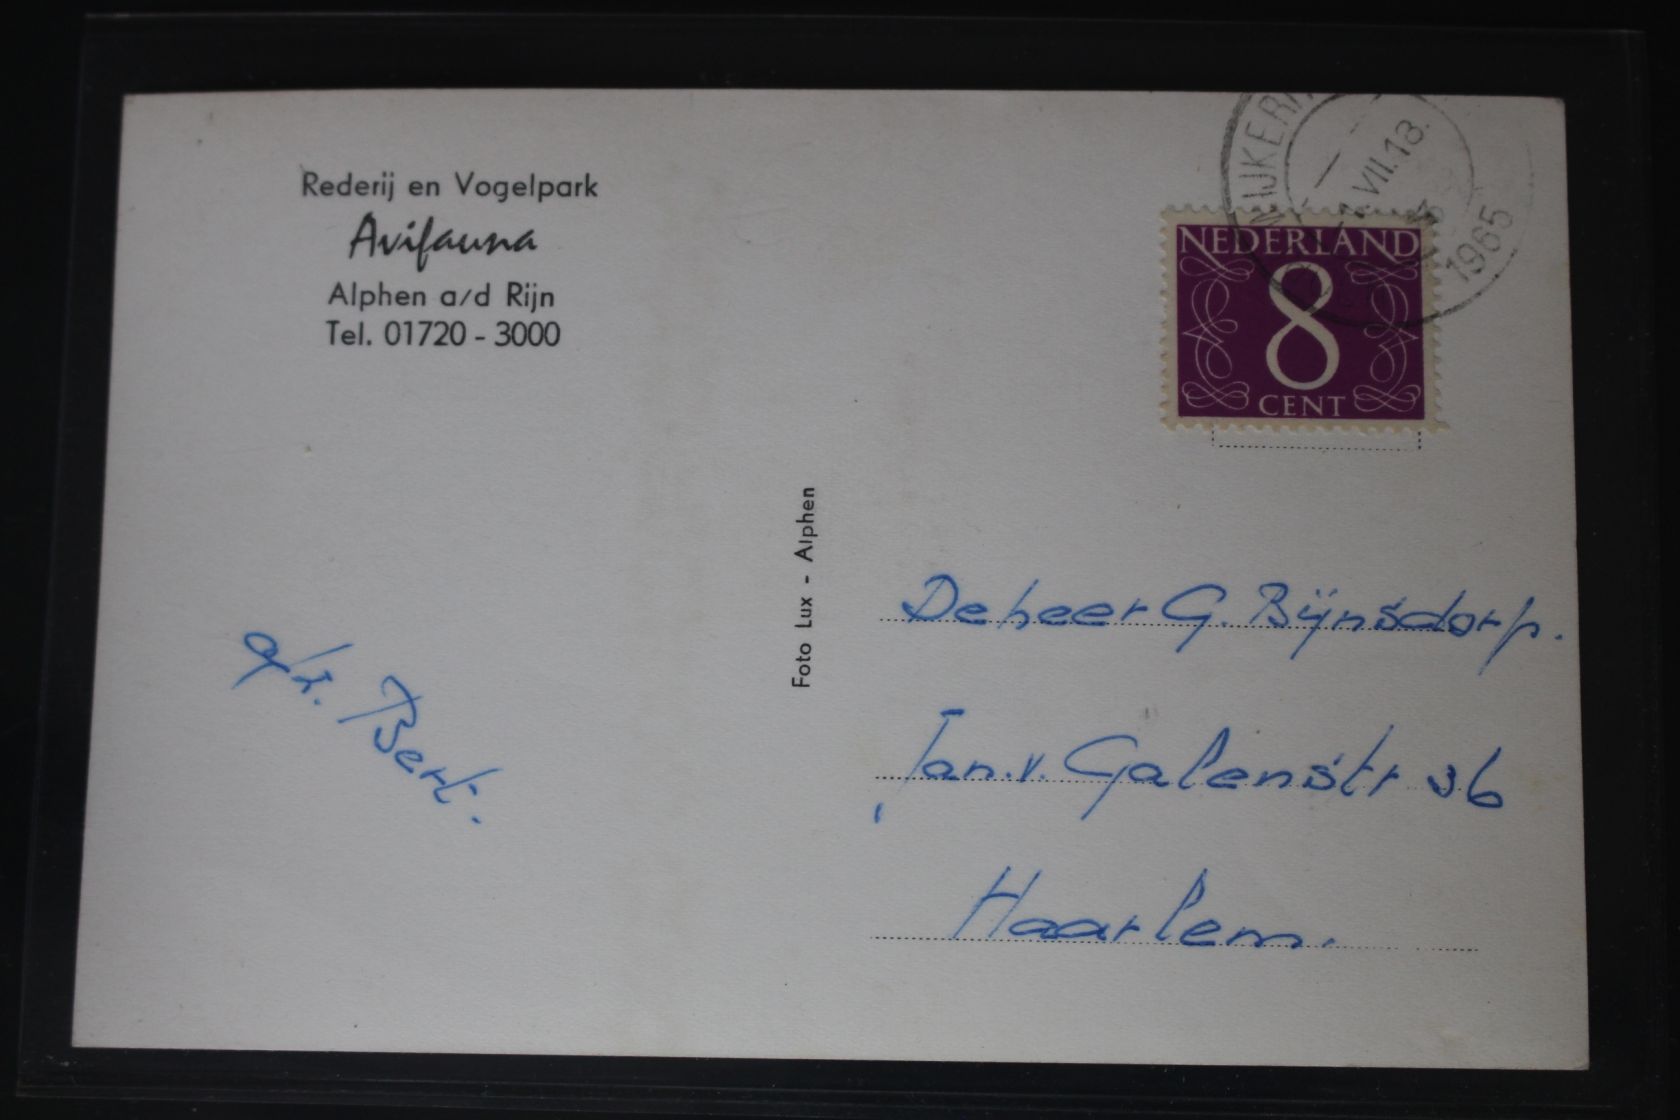 Rederij en Vogelpark
Avifauna
Alphen a/d Rijn
Tel. 01720 - 3000
VII.18.
1965
NEDERLAND
8
CENT
Foto Lux - Alphen
De heer G. Bijnsdorp.
Jan. v. Galenstr 36
Haarlem.
Bert.